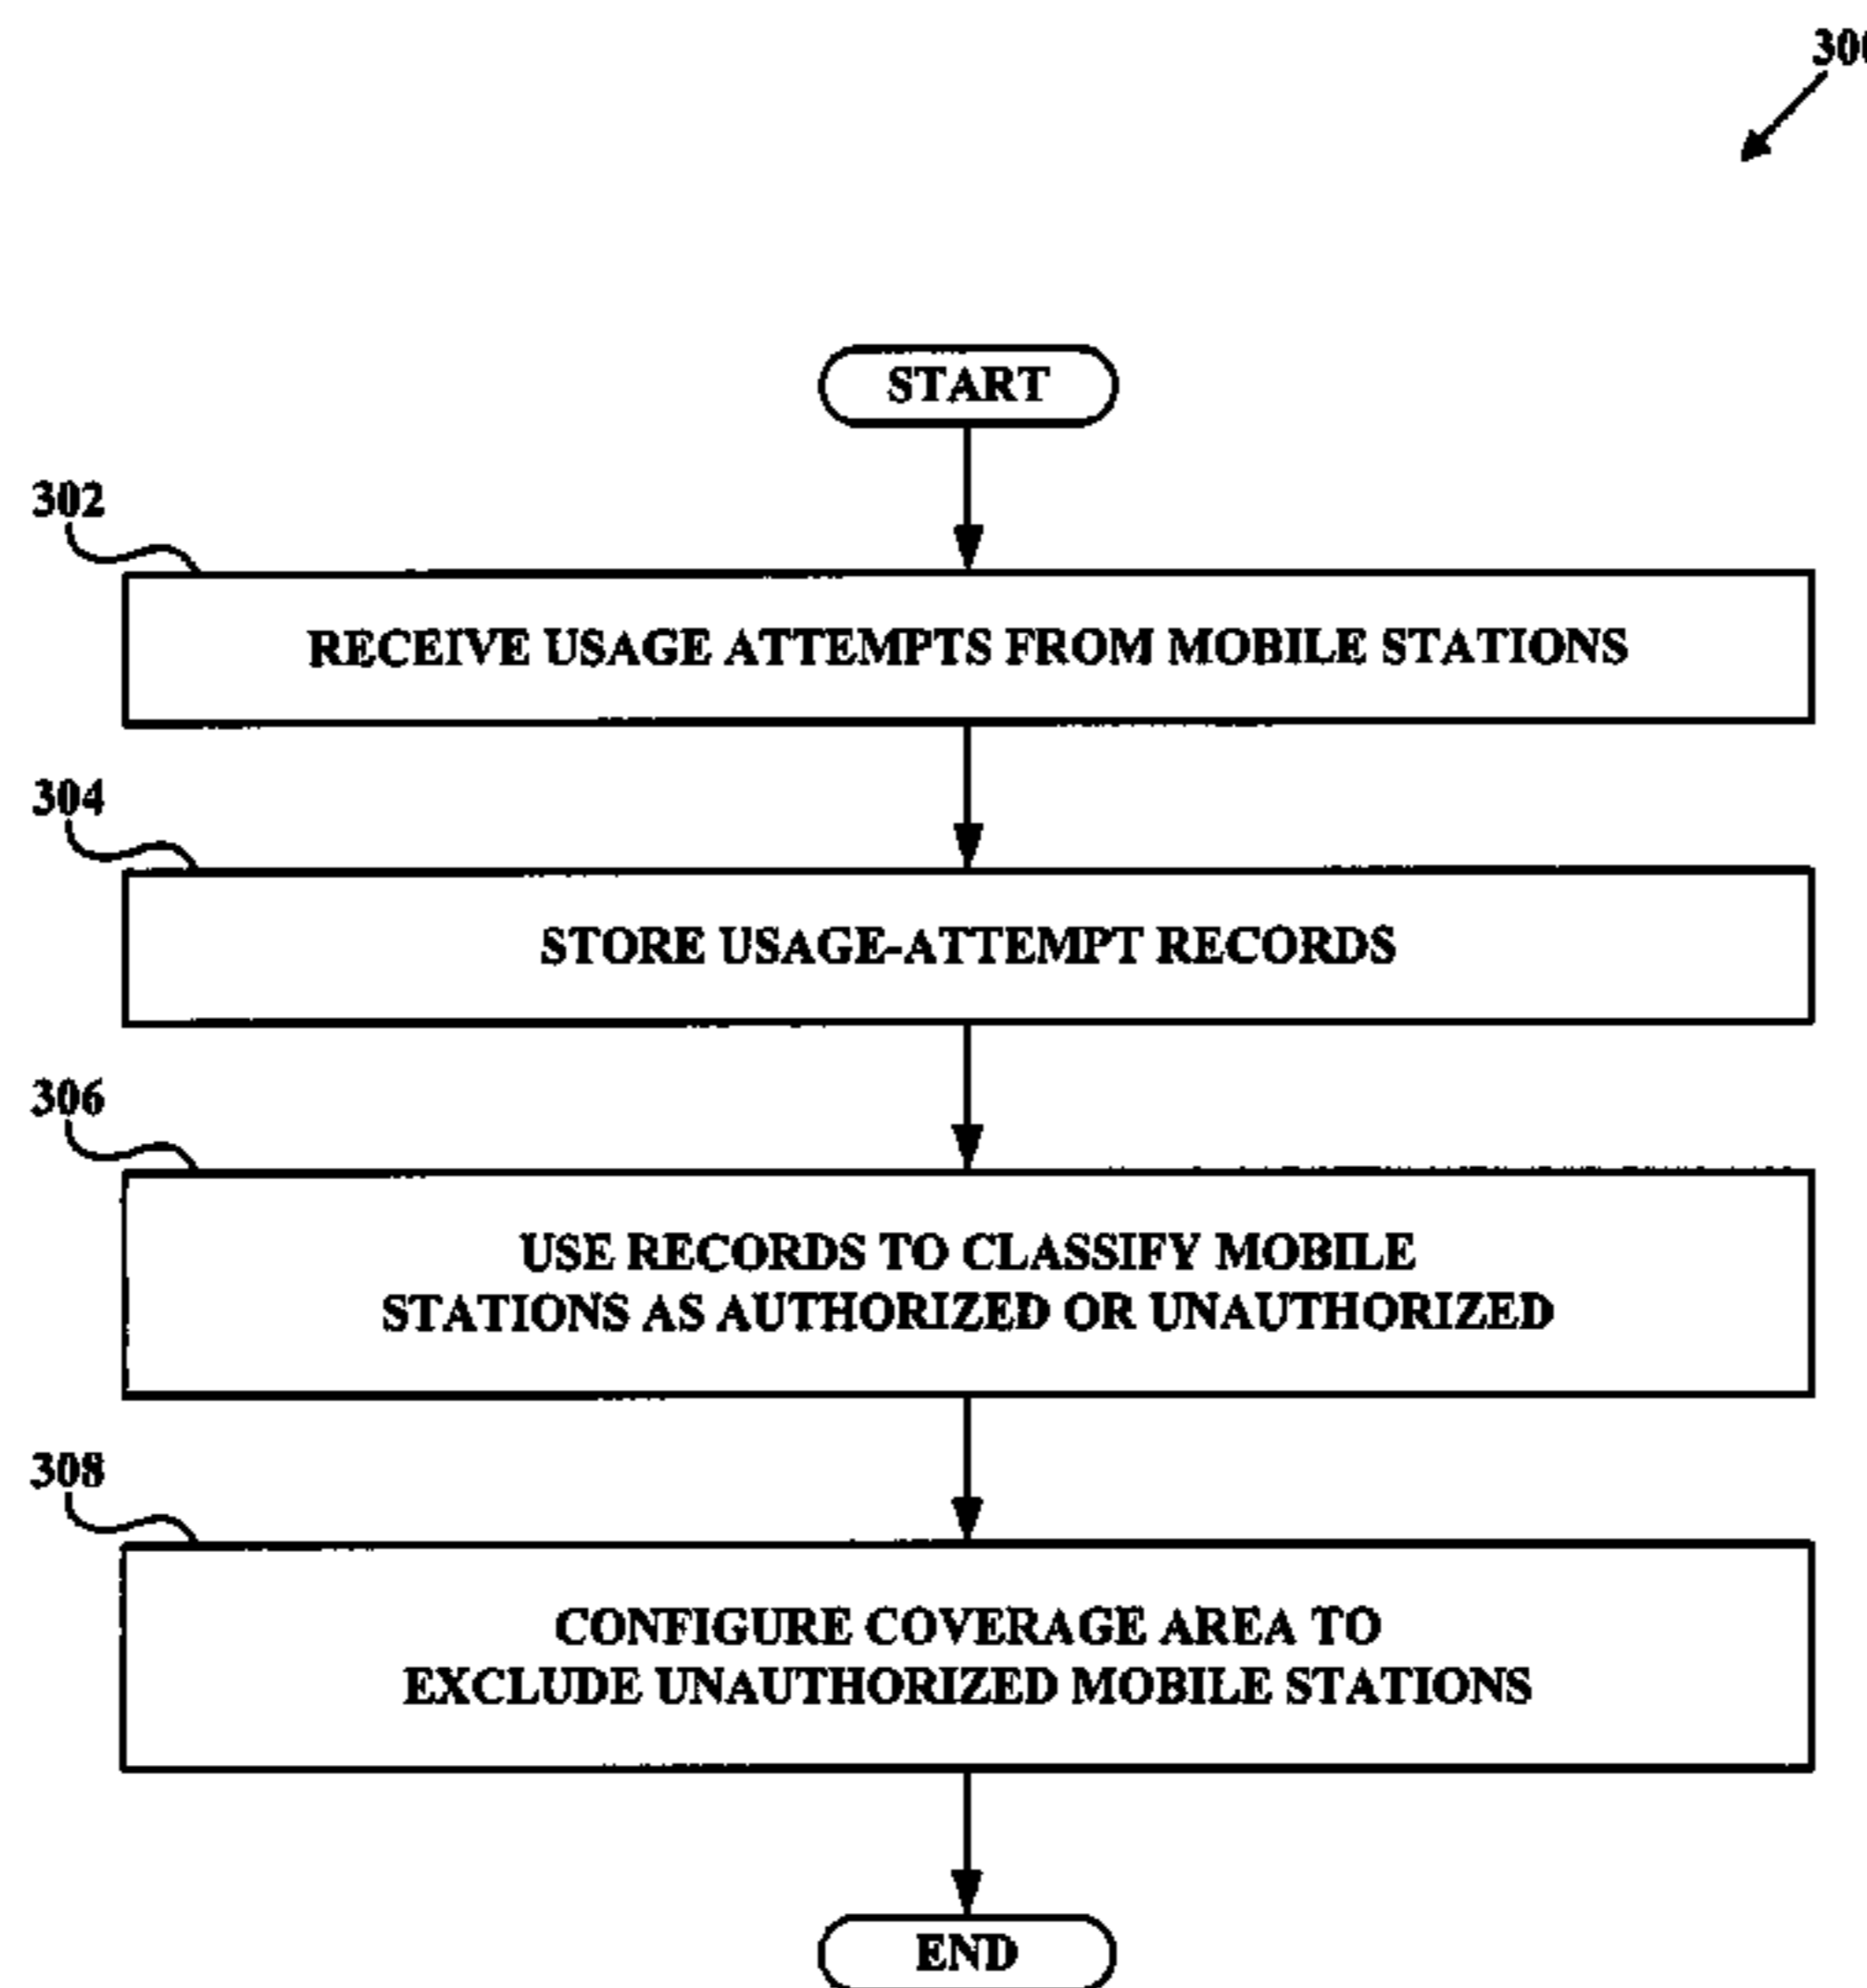 300
START
302
RECEIVE USAGE ATTEMPTS FROM MOBILE STATIONS
304
STORE USAGE-ATTEMPT RECORDS
306
USE RECORDS TO CLASSIFY MOBILE
STATIONS AS AUTHORIZED OR UNAUTHORIZED
308
CONFIGURE COVERAGE AREA TO
EXCLUDE UNAUTHORIZED MOBILE STATIONS
END